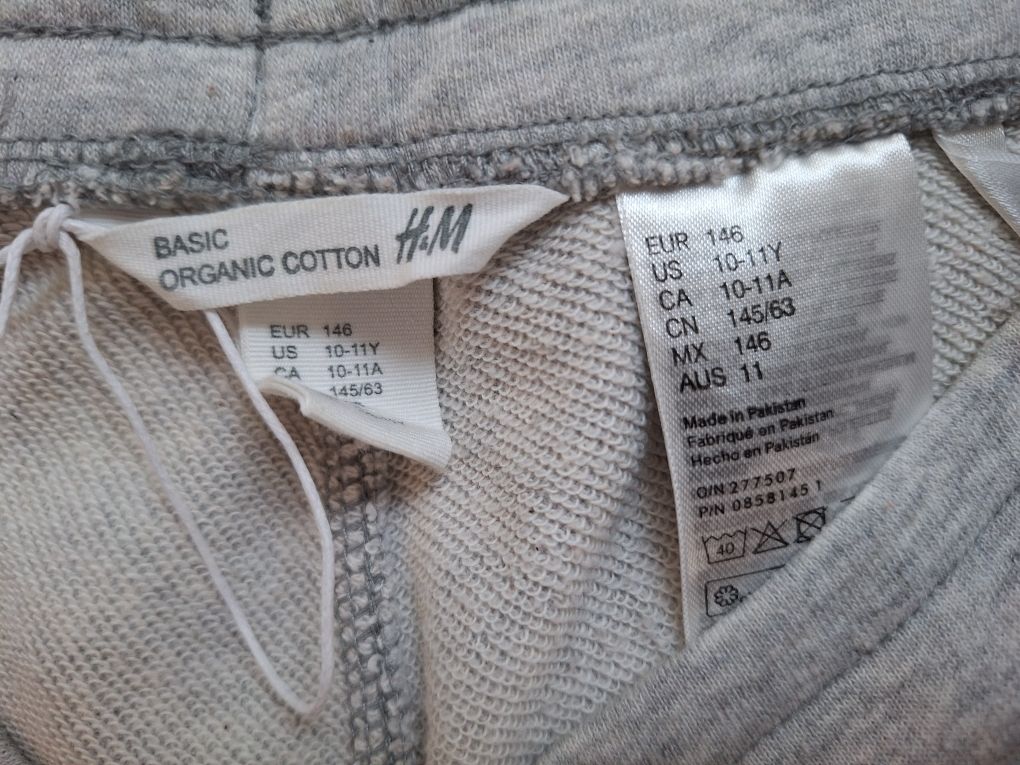 BASIC
ORGANIC COTTON H&M
EUR 146
US 10-11Y
CA 10-11A
145/63
EUR 146
US 10-11Y
CA 10-11A
CN 145/63
MX 146
AUS 11
Made in Pakistan
Fabriqué en Pakistan
Hecho en Pakistan
O/N 277507
P/N 0858145 1
40